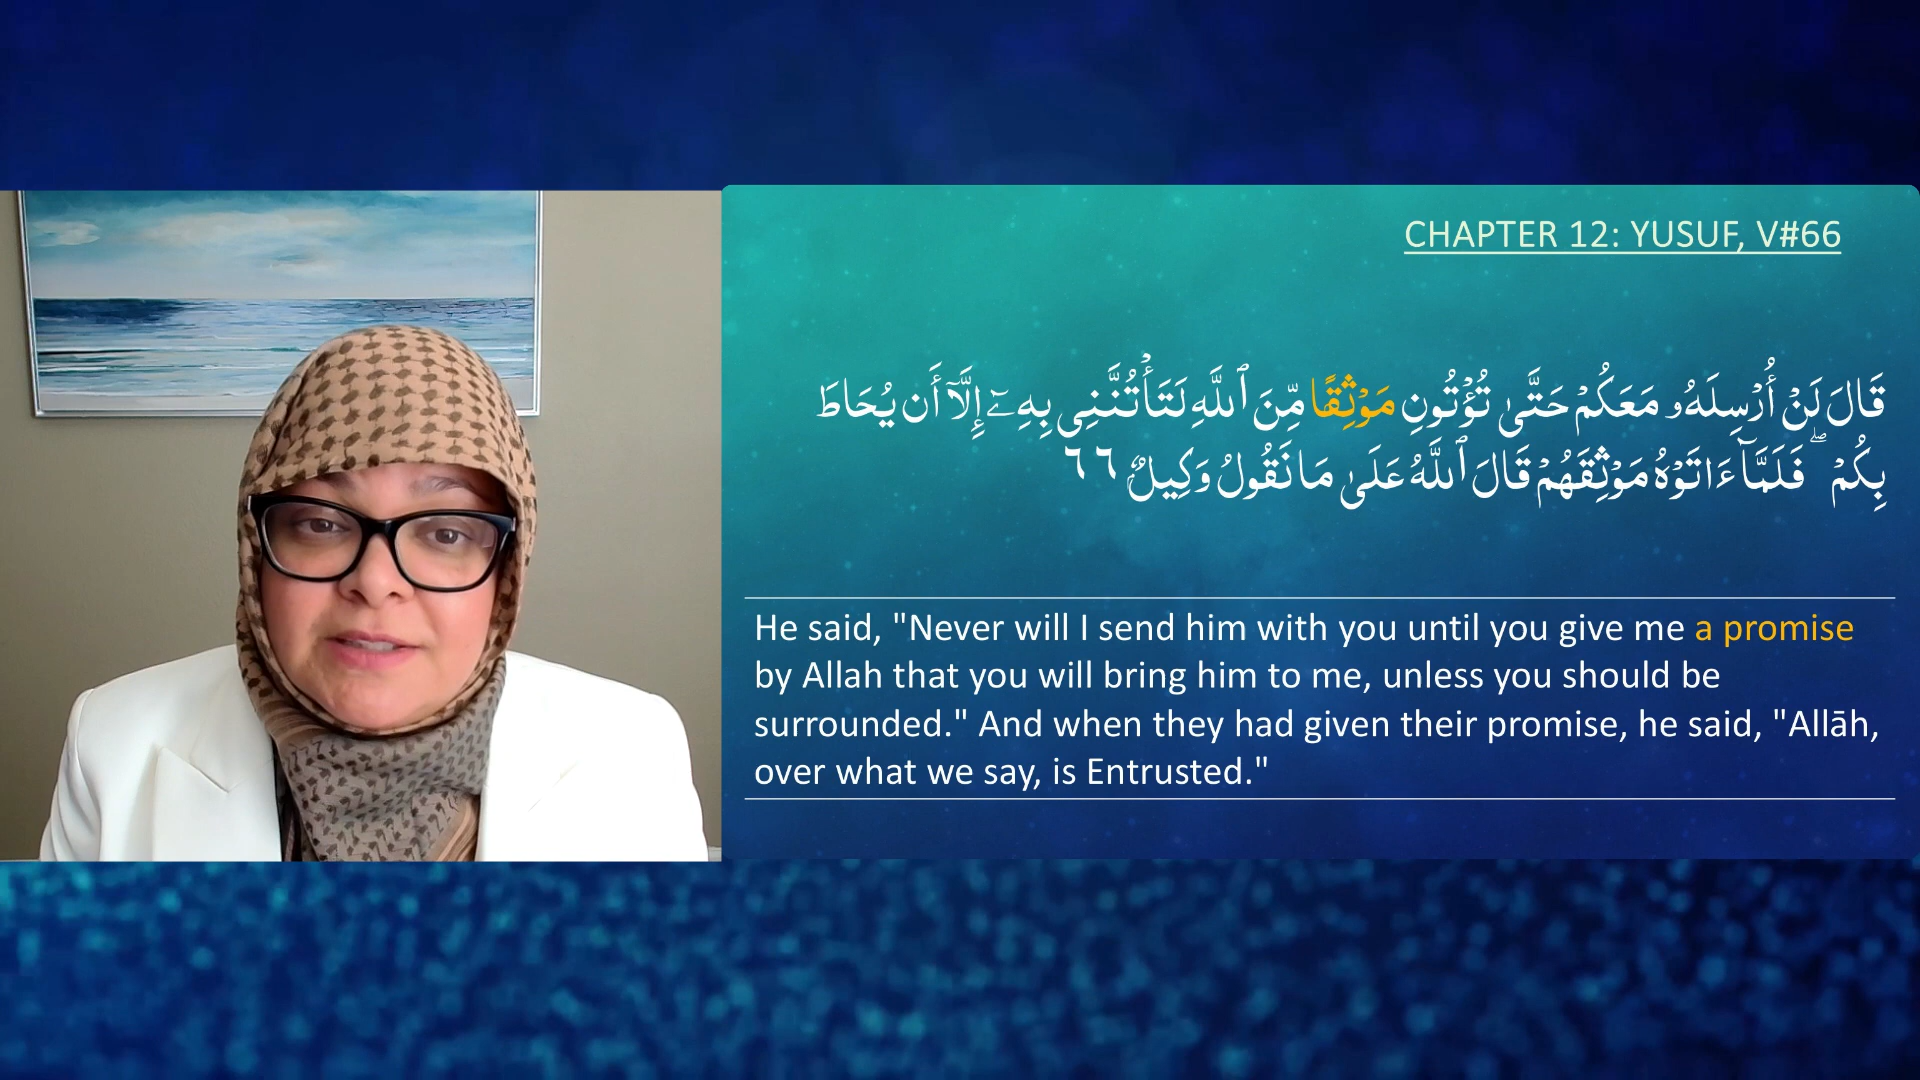 CHAPTER 12: YUSUF, V#66
قَالَ لَنْ أُرْسِلَهُۥ مَعَكُمْ حَتَّىٰ تُؤْتُونِ مَوْثِقًا مِّنَ ٱللَّهِ لَتَأْتُنَّنِى بِهِۦٓ إِلَّآ أَن يُحَاطَ
بِكُمْ ۖ فَلَمَّآ ءَاتَوْهُ مَوْثِقَهُمْ قَالَ ٱللَّهُ عَلَىٰ مَا نَقُولُ وَكِيلٌ ٦٦
He said, "Never will I send him with you until you give me a promise
by Allah that you will bring him to me, unless you should be
surrounded." And when they had given their promise, he said, "Allāh,
over what we say, is Entrusted."